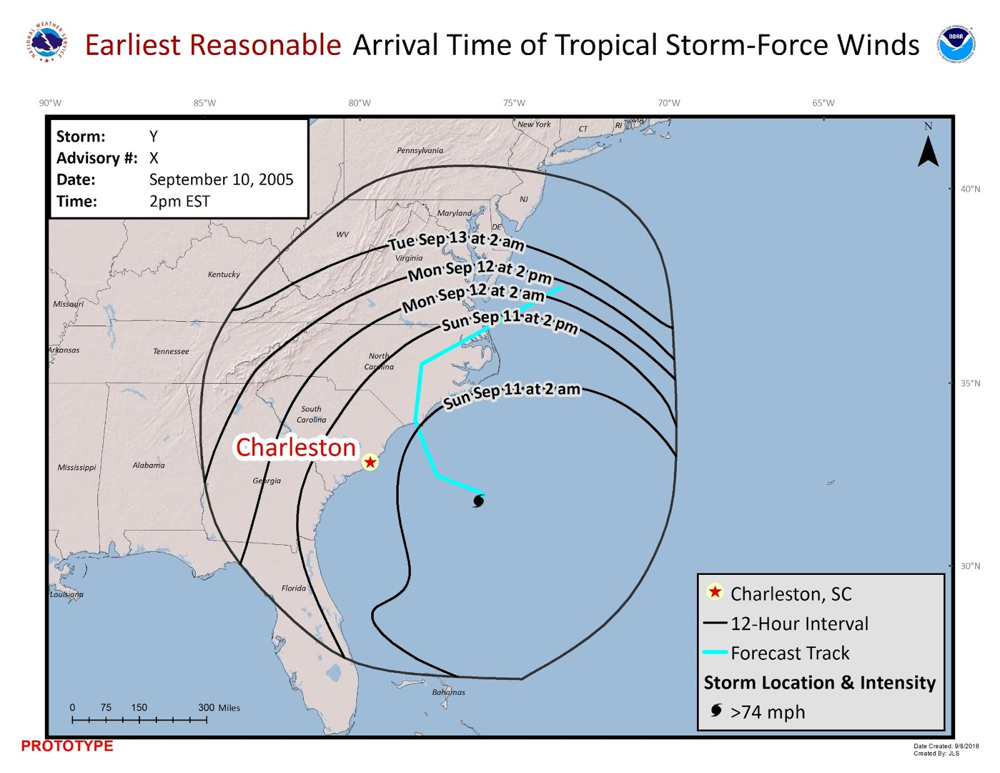 Earliest Reasonable Arrival Time of Tropical Storm-Force Winds
NATIONAL WEATHER SERVICE
NOAA
90°W 85°W 80°W 75°W 70°W 65°W
Storm: Y
Advisory #: X
Date: September 10, 2005
Time: 2pm EST
N
New York
CT
RI
MA
Pennsylvania
40°N
NJ
Maryland
DE
WV
Tue Sep 13 at 2 am
Virginia
Mon Sep 12 at 2 pm
Kentucky
Mon Sep 12 at 2 am
Missouri
Sun Sep 11 at 2 pm
Arkansas
Tennessee
North
Carolina
35°N
Sun Sep 11 at 2 am
South
Carolina
Charleston
Mississippi
Alabama
Georgia
30°N
Florida
Louisiana
Bahamas
Charleston, SC
12-Hour Interval
Forecast Track
Storm Location & Intensity
>74 mph
0 75 150 300 Miles
PROTOTYPE
Date Created: 9/8/2016
Created By: JLS